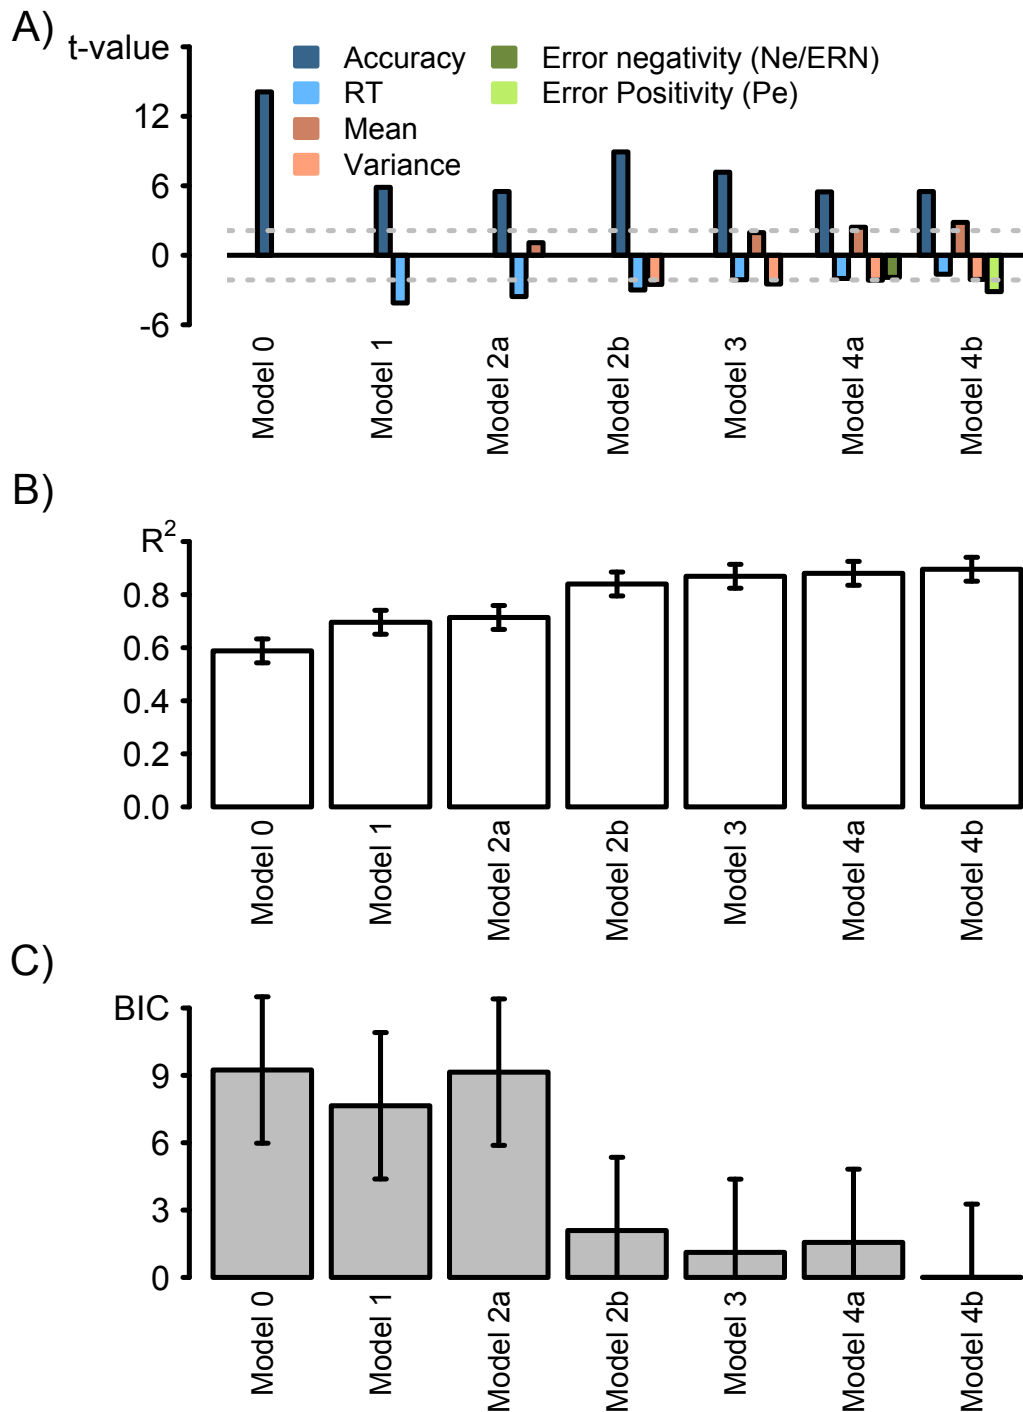 A)
t-value
Accuracy
RT
Mean
Variance
Error negativity (Ne/ERN)
Error Positivity (Pe)
12
6
0
-6
Model 0
Model 1
Model 2a
Model 2b
Model 3
Model 4a
Model 4b
B)
R²
0.8
0.6
0.4
0.2
0.0
Model 0
Model 1
Model 2a
Model 2b
Model 3
Model 4a
Model 4b
C)
BIC
9
6
3
0
Model 0
Model 1
Model 2a
Model 2b
Model 3
Model 4a
Model 4b